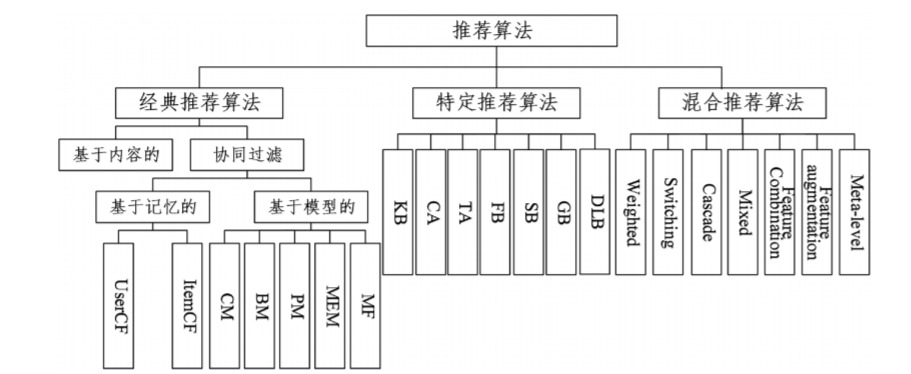 推荐算法
经典推荐算法
特定推荐算法
混合推荐算法
基于内容的
协同过滤
基于记忆的
基于模型的
UserCF
ItemCF
CM
BM
PM
MEM
MF
KB
CA
TA
FB
SB
GB
DLB
Weighted
Switching
Cascade
Mixed
Feature
Combination
Feature
augmentation
Meta-level